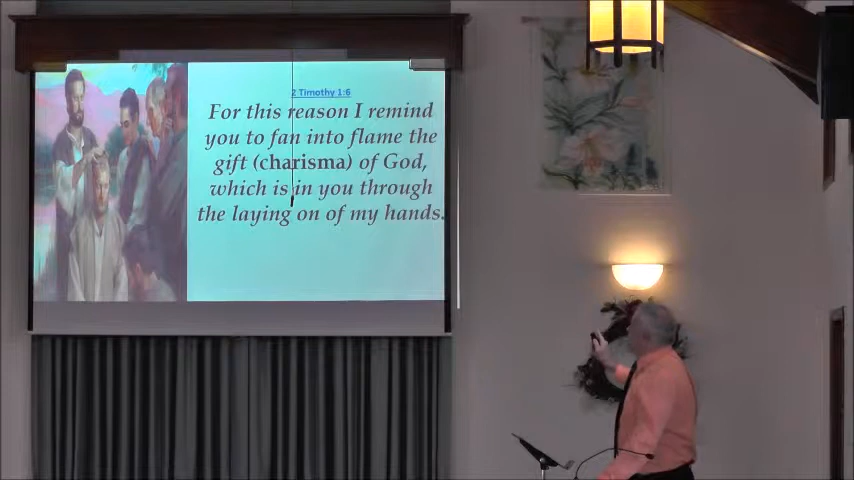 2 Timothy 1:6
For this reason I remind
you to fan into flame the
gift (charisma) of God,
which is in you through
the laying on of my hands.